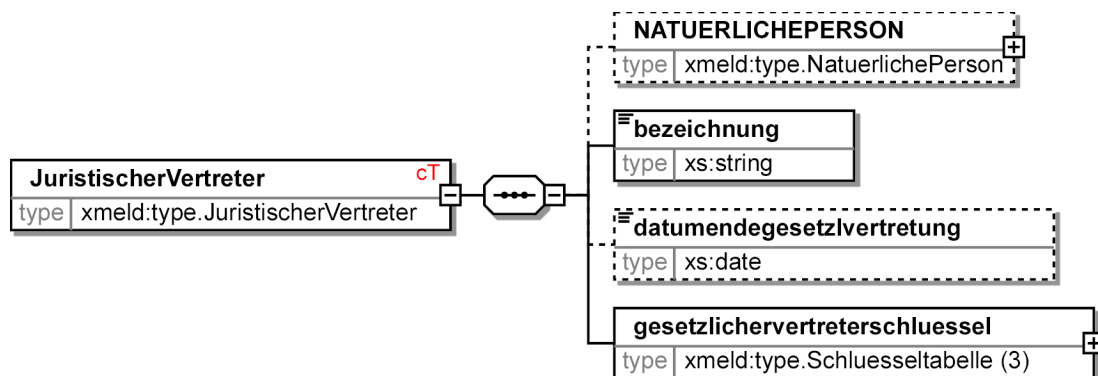 NATUERLICHEPERSON
type xmeld:type.NatuerlichePerson
bezeichnung
type xs:string
JuristischerVertreter cT
type xmeld:type.JuristischerVertreter
datumendegesetzlvertretung
type xs:date
gesetzlichervertreterschluessel
type xmeld:type.Schluesseltabelle (3)